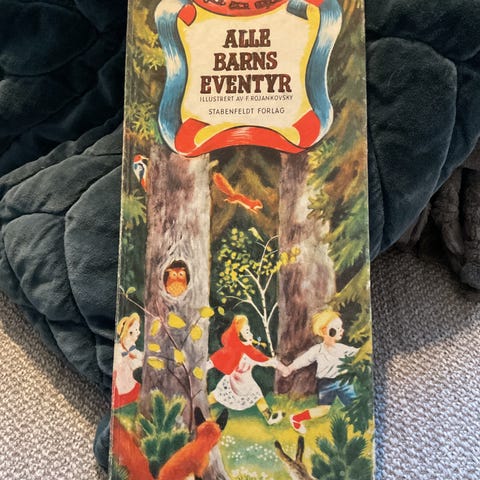 ALLE
BARNS
EVENTYR
ILLUSTRERT AV F. ROJANKOVSKY
STABENFELDT FORLAG